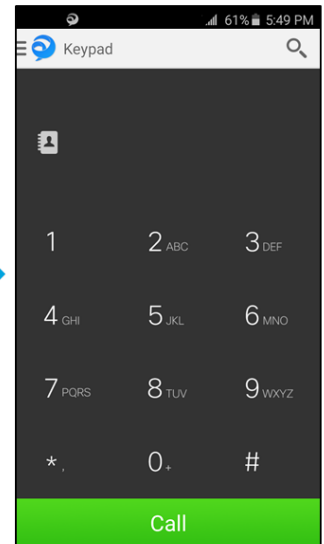 61% 5:49 PM
Keypad
1 2 ABC 3 DEF
4 GHI 5 JKL 6 MNO
7 PQRS 8 TUV 9 WXYZ
* , 0 + #
Call